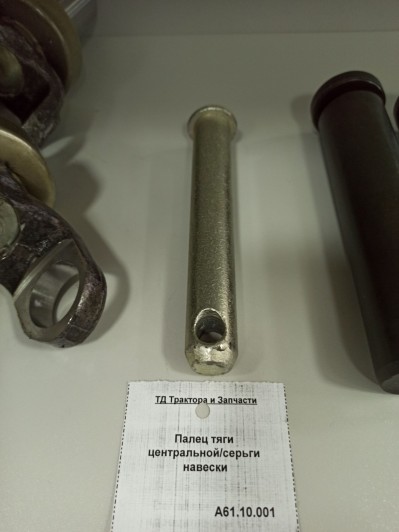 ТД Трактора и Запчасти
Палец тяги
центральной/серьги
навески
А61.10.001